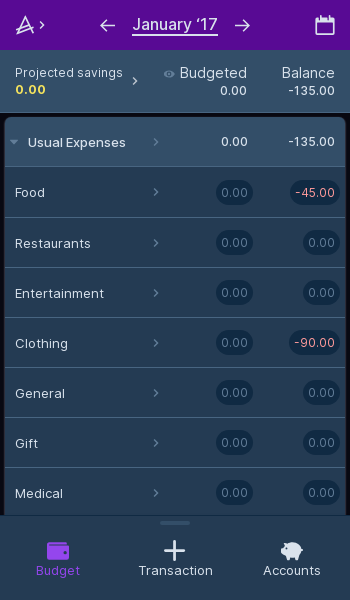 January ‘17
Projected savings Budgeted Balance
0.00 0.00 -135.00
Usual Expenses 0.00 -135.00
Food 0.00 -45.00
Restaurants 0.00 0.00
Entertainment 0.00 0.00
Clothing 0.00 -90.00
General 0.00 0.00
Gift 0.00 0.00
Medical 0.00 0.00
Budget Transaction Accounts